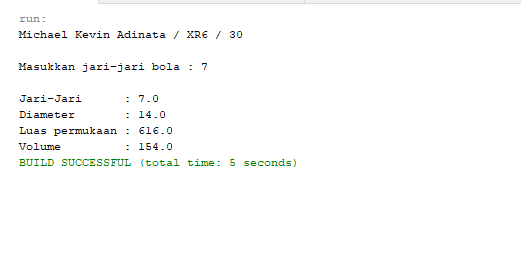 run:
Michael Kevin Adinata / XR6 / 30
Masukkan jari-jari bola : 7
Jari-Jari : 7.0
Diameter : 14.0
Luas permukaan : 616.0
Volume : 154.0
BUILD SUCCESSFUL (total time: 5 seconds)